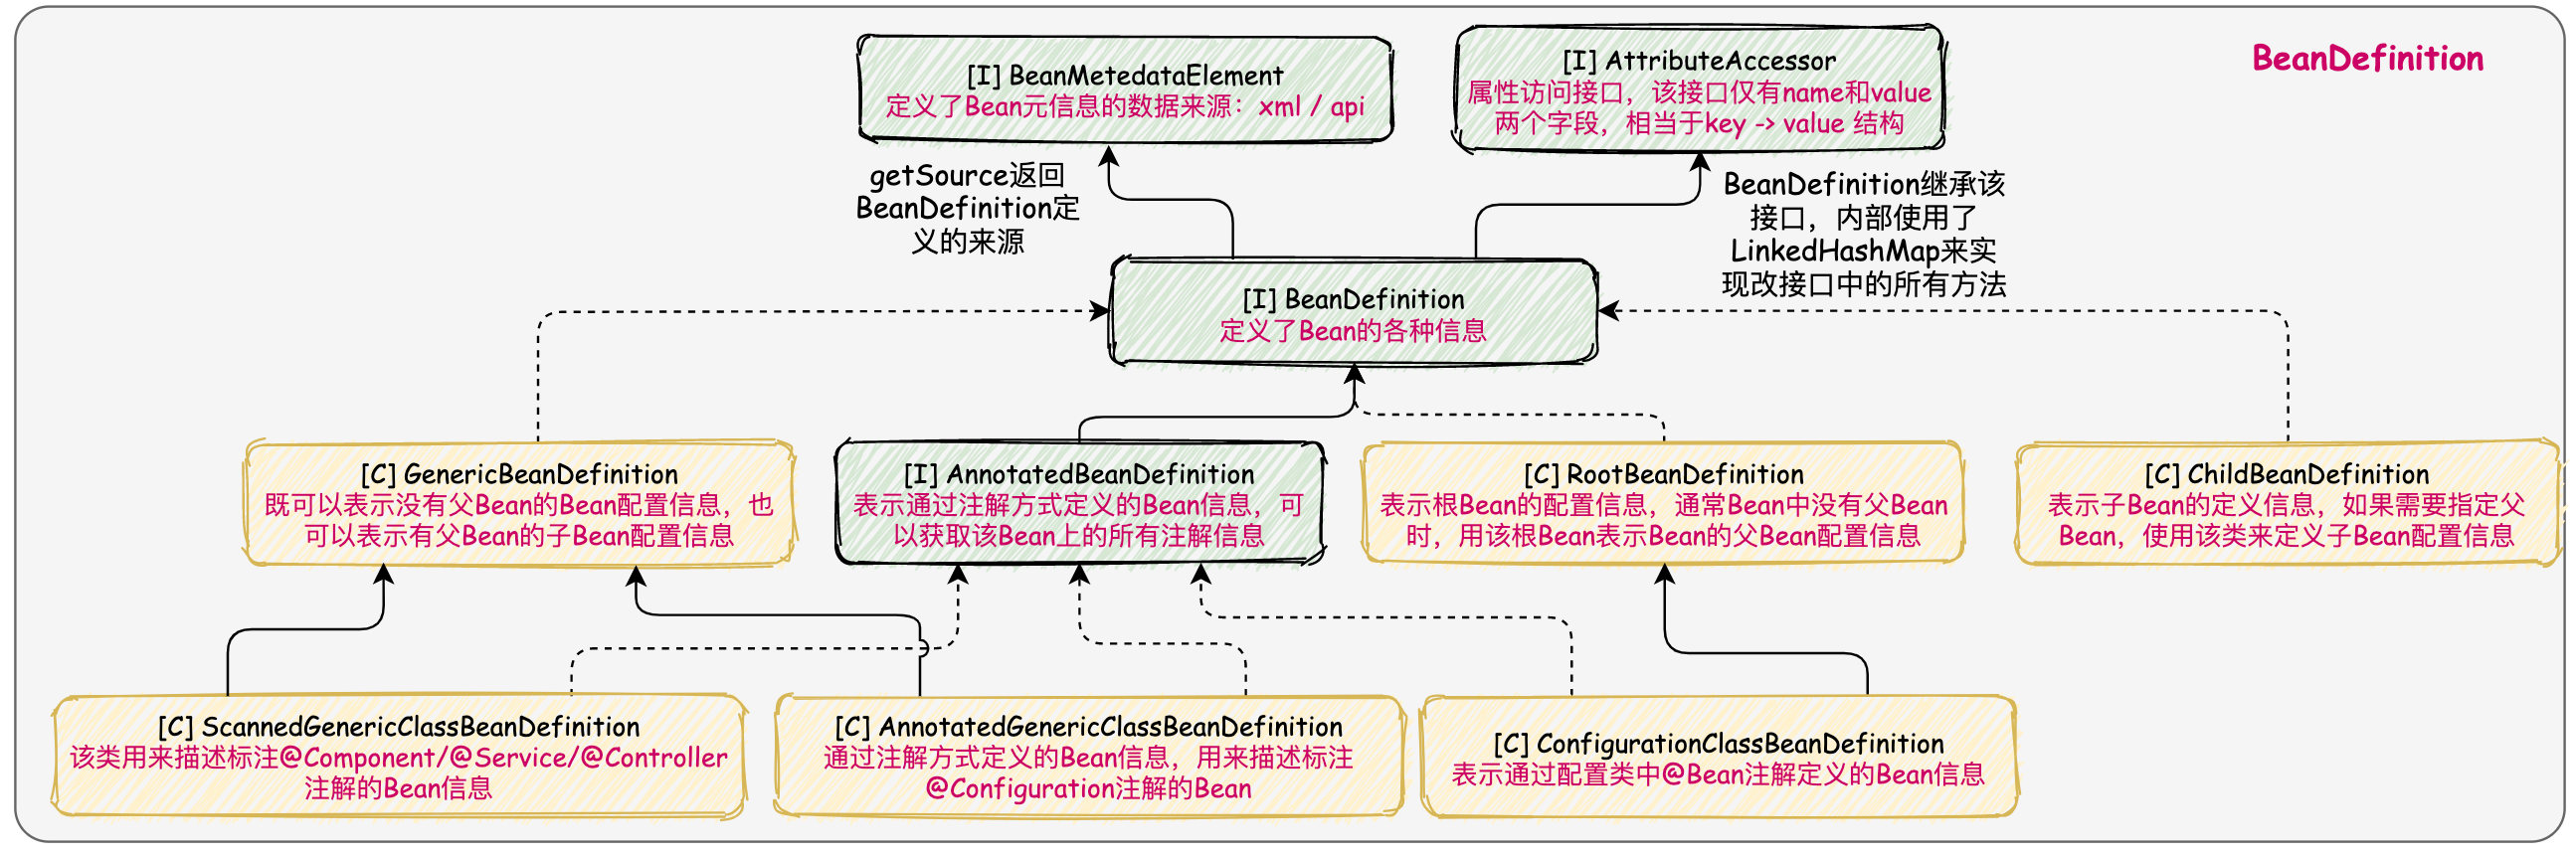 BeanDefinition
[I] BeanMetedataElement
定义了Bean元信息的数据来源：xml / api
[I] AttributeAccessor
属性访问接口，该接口仅有name和value
两个字段，相当于key -> value 结构
getSource返回
BeanDefinition定
义的来源
BeanDefinition继承该
接口，内部使用了
LinkedHashMap来实
现改接口中的所有方法
[I] BeanDefinition
定义了Bean的各种信息
[C] GenericBeanDefinition
既可以表示没有父Bean的Bean配置信息，也
可以表示有父Bean的子Bean配置信息
[I] AnnotatedBeanDefinition
表示通过注解方式定义的Bean信息，可
以获取该Bean上的所有注解信息
[C] RootBeanDefinition
表示根Bean的配置信息，通常Bean中没有父Bean
时，用该根Bean表示Bean的父Bean配置信息
[C] ChildBeanDefinition
表示子Bean的定义信息，如果需要指定父
Bean，使用该类来定义子Bean配置信息
[C] ScannedGenericClassBeanDefinition
该类用来描述标注@Component/@Service/@Controller
注解的Bean信息
[C] AnnotatedGenericClassBeanDefinition
通过注解方式定义的Bean信息，用来描述标注
@Configuration注解的Bean
[C] ConfigurationClassBeanDefinition
表示通过配置类中@Bean注解定义的Bean信息